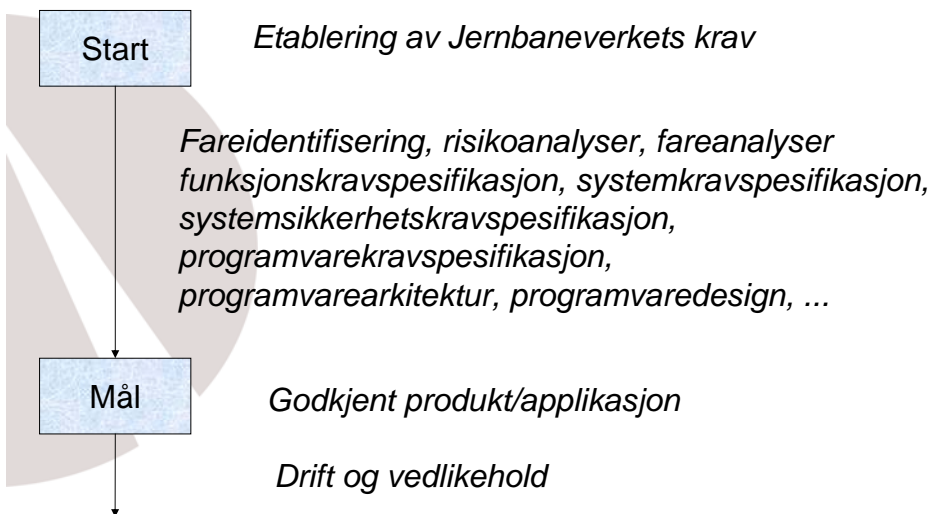 Start
Etablering av Jernbaneverkets krav
Fareidentifisering, risikoanalyser, fareanalyser
funksjonskravspesifikasjon, systemkravspesifikasjon,
systemsikkerhetskravspesifikasjon,
programvarekravspesifikasjon,
programvarearkitektur, programvaredesign, ...
Mål
Godkjent produkt/applikasjon
Drift og vedlikehold